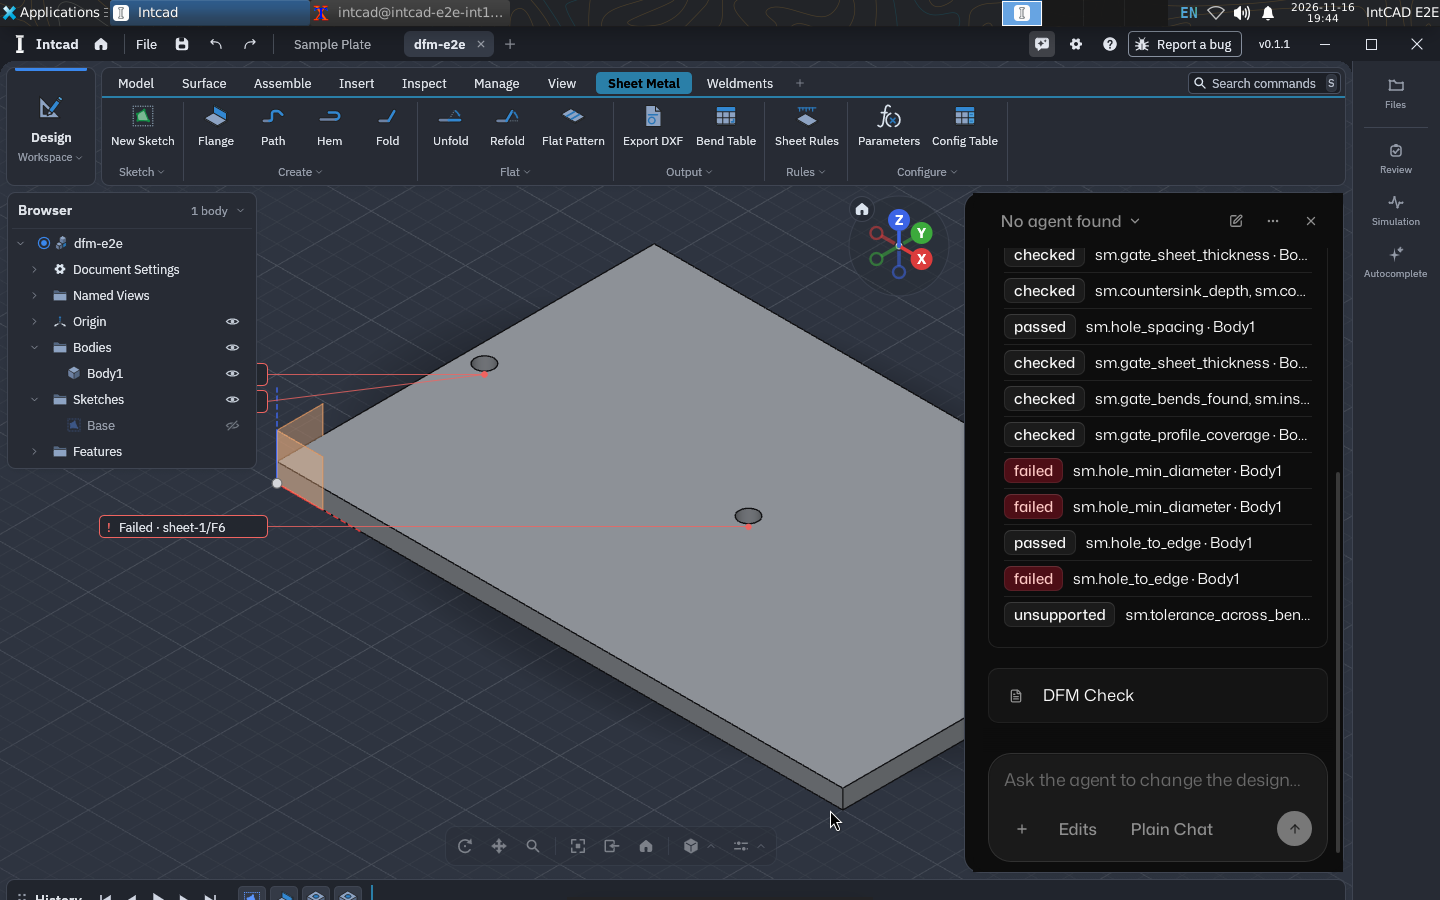 Applications
Intcad
intcad@intcad-e2e-int1...
EN
2026-11-16
19:44
IntCAD E2E
Intcad
File
Sample Plate
dfm-e2e
Report a bug
v0.1.1
Design
Workspace
Model
Surface
Assemble
Insert
Inspect
Manage
View
Sheet Metal
Weldments
Search commands
S
New Sketch
Flange
Path
Hem
Fold
Unfold
Refold
Flat Pattern
Export DXF
Bend Table
Sheet Rules
Parameters
Config Table
Sketch
Create
Flat
Output
Rules
Configure
Files
Review
Simulation
Autocomplete
Browser
1 body
dfm-e2e
Document Settings
Named Views
Origin
Bodies
Body1
Sketches
Base
Features
! Failed · sheet-1/F6
Z
Y
X
No agent found
checked sm.gate_sheet_thickness · Bo...
checked sm.countersink_depth, sm.co...
passed sm.hole_spacing · Body1
checked sm.gate_sheet_thickness · Bo...
checked sm.gate_bends_found, sm.ins...
checked sm.gate_profile_coverage · Bo...
failed sm.hole_min_diameter · Body1
failed sm.hole_min_diameter · Body1
passed sm.hole_to_edge · Body1
failed sm.hole_to_edge · Body1
unsupported sm.tolerance_across_ben...
DFM Check
Ask the agent to change the design...
Edits
Plain Chat
History